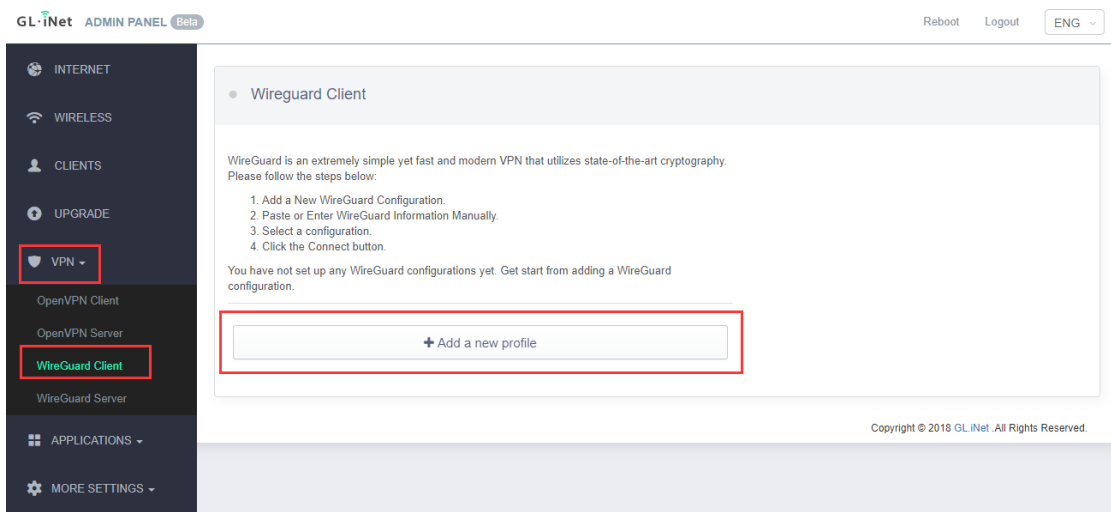 GL·iNet ADMIN PANEL Beta
Reboot Logout ENG
INTERNET
WIRELESS
CLIENTS
UPGRADE
VPN
OpenVPN Client
OpenVPN Server
WireGuard Client
WireGuard Server
APPLICATIONS
MORE SETTINGS
Wireguard Client
WireGuard is an extremely simple yet fast and modern VPN that utilizes state-of-the-art cryptography.
Please follow the steps below:
1. Add a New WireGuard Configuration.
2. Paste or Enter WireGuard Information Manually.
3. Select a configuration.
4. Click the Connect button.
You have not set up any WireGuard configurations yet. Get start from adding a WireGuard
configuration.
+ Add a new profile
Copyright © 2018 GL.iNet .All Rights Reserved.